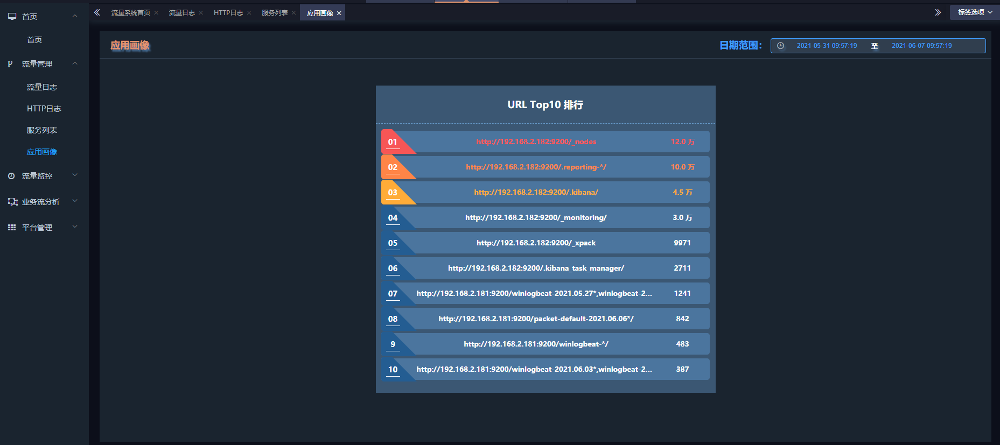 首页
首页
流量管理
流量日志
HTTP日志
服务列表
应用画像
流量监控
业务流分析
平台管理
流量系统首页 流量日志 HTTP日志 服务列表 应用画像 标签选项
应用画像 日期范围： 2021-05-31 09:57:19 至 2021-06-07 09:57:19
URL Top10 排行
01 http://192.168.2.182:9200/_nodes 12.0 万
02 http://192.168.2.182:9200/.reporting-*/ 10.0 万
03 http://192.168.2.182:9200/.kibana/ 4.5 万
04 http://192.168.2.182:9200/_monitoring/ 3.0 万
05 http://192.168.2.182:9200/_xpack 9971
06 http://192.168.2.182:9200/.kibana_task_manager/ 2711
07 http://192.168.2.181:9200/winlogbeat-2021.05.27*,winlogbeat-2... 1241
08 http://192.168.2.181:9200/packet-default-2021.06.06*/ 842
9 http://192.168.2.181:9200/winlogbeat-*/ 483
10 http://192.168.2.181:9200/winlogbeat-2021.06.03*,winlogbeat-2... 387